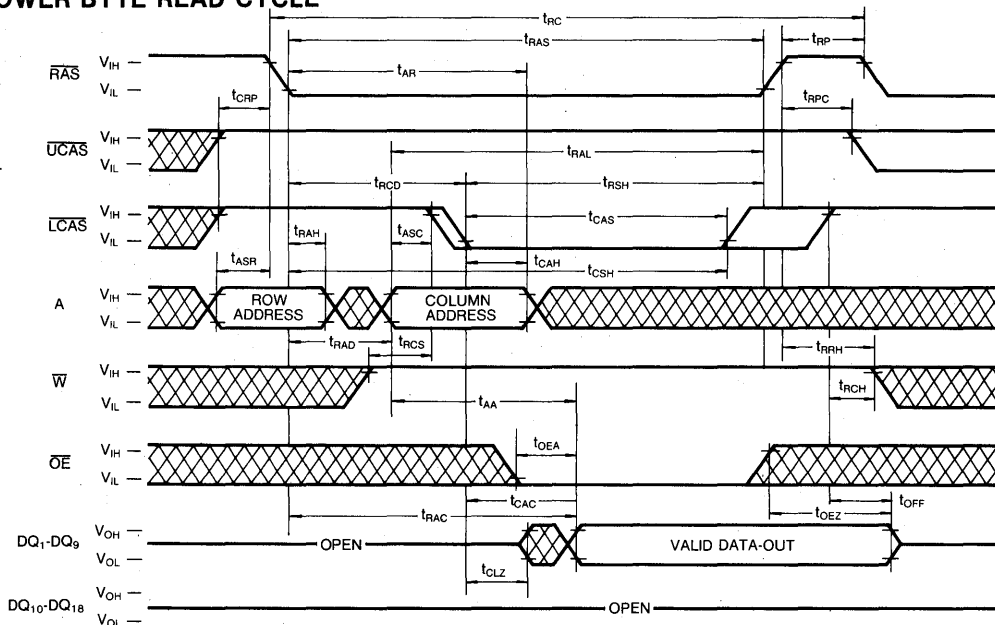 OWER BYTE READ CYCLE
tRC
tRAS
tRP
tAR
RAS
VIH
VIL
tCRP
tRPC
UCAS
VIH
VIL
tRAL
tRCD
tRSH
LCAS
VIH
VIL
tCAS
tRAH
tASC
tCAH
tASR
tCSH
A
VIH
VIL
ROW
ADDRESS
COLUMN
ADDRESS
tRAD
tRCS
tRRH
W
VIH
VIL
tRCH
tAA
OE
VIH
VIL
tOEA
tCAC
tOFF
tRAC
tOEZ
DQ1-DQ9
VOH
VOL
OPEN
VALID DATA-OUT
tCLZ
DQ10-DQ18
VOH
VOL
OPEN